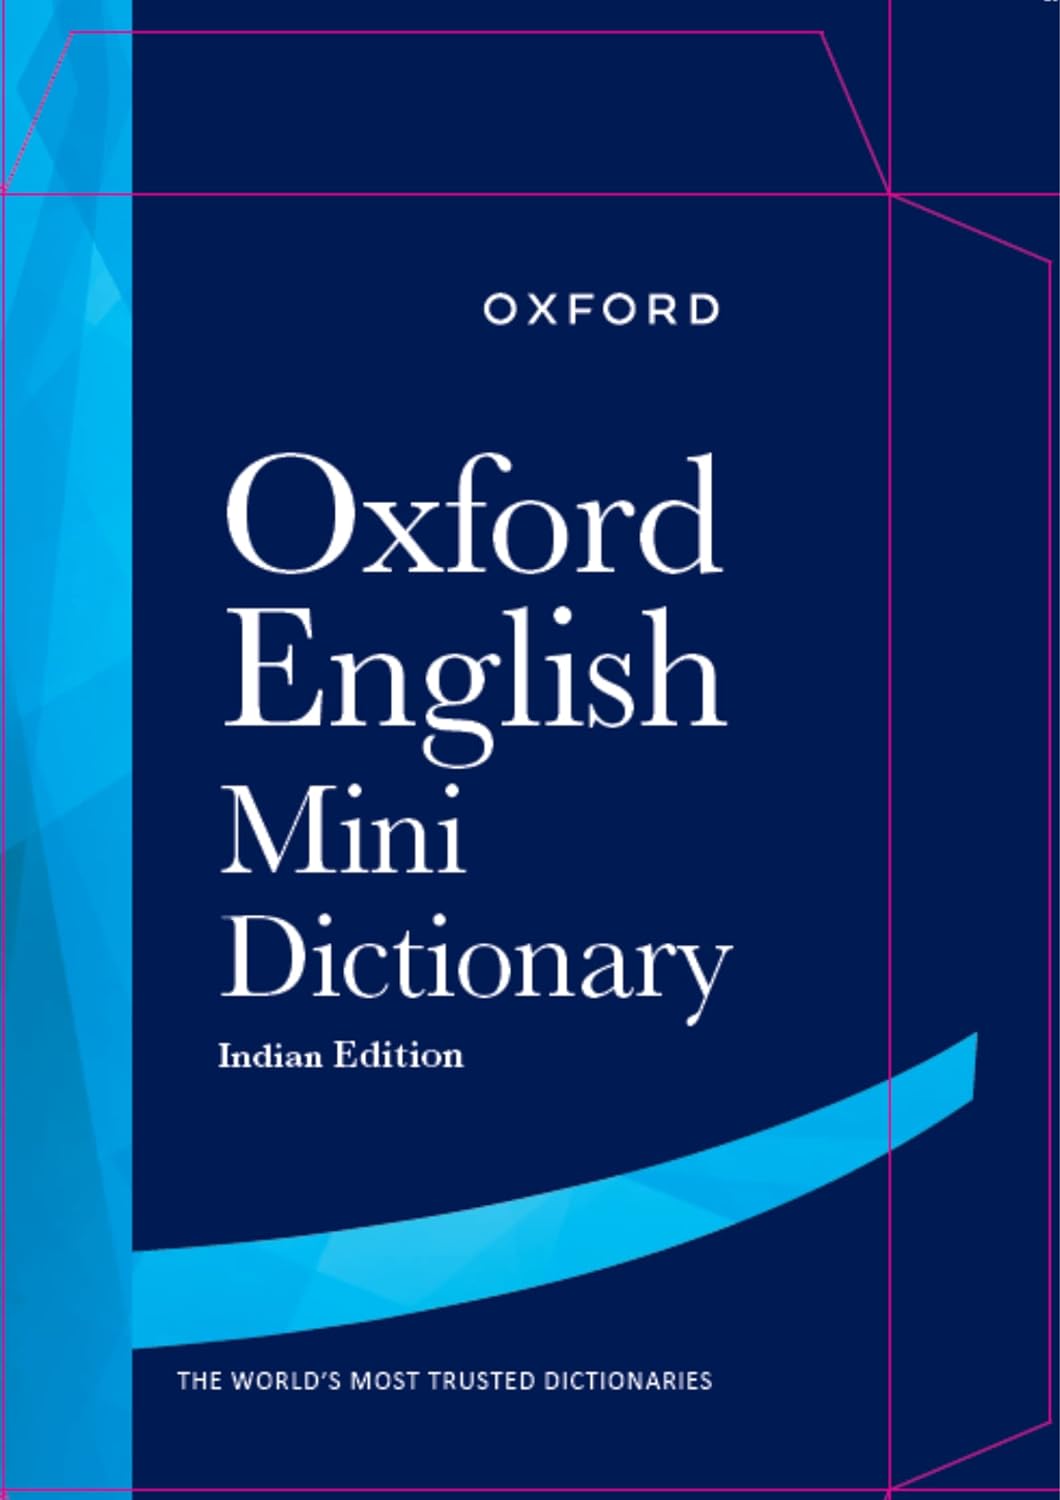 OXFORD
Oxford
English
Mini
Dictionary
Indian Edition
THE WORLD'S MOST TRUSTED DICTIONARIES